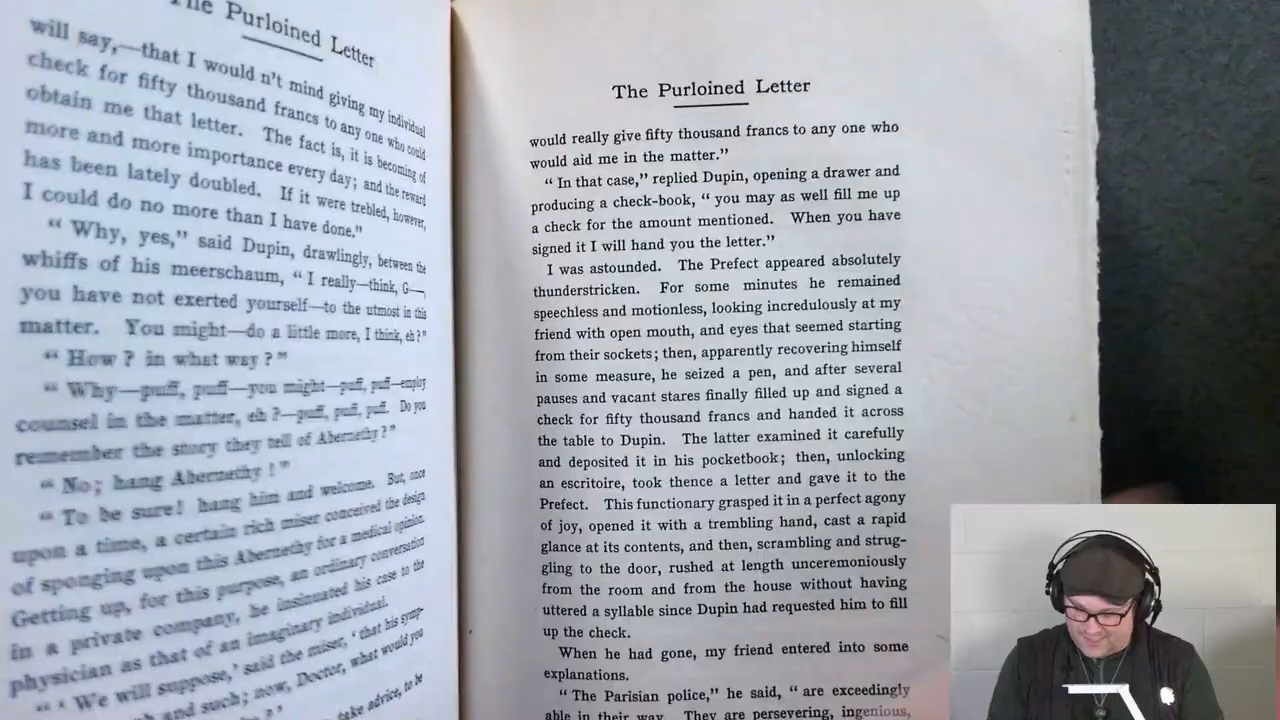 The Purloined Letter
will say,—that I would n't mind giving my individual
check for fifty thousand francs to any one who could
obtain me that letter. The fact is, it is becoming of
more and more importance every day; and the reward
has been lately doubled. If it were trebled, however,
I could do no more than I have done.”
“ Why, yes,” said Dupin, drawlingly, between the
whiffs of his meerschaum, “ I really—think, G—,
you have not exerted yourself—to the utmost in this
matter. You might—do a little more, I think, eh?”
“ How? in what way?”
“ Why—puff, puff—you might—puff, puff—employ
counsel in the matter, eh?—puff, puff, puff. Do you
remember the story they tell of Abernethy?”
“ No; hang Abernethy!”
“ To be sure! hang him and welcome. But, once
upon a time, a certain rich miser conceived the design
of sponging upon this Abernethy for a medical opinion.
Getting up, for this purpose, an ordinary conversation
in a private company, he insinuated his case to the
physician as that of an imaginary individual.
“ ‘ We will suppose,’ said the miser, ‘ that his symp-
and such; now, Doctor, what would you
take advice, to be
The Purloined Letter
would really give fifty thousand francs to any one who
would aid me in the matter.”
“ In that case,” replied Dupin, opening a drawer and
producing a check-book, “ you may as well fill me up
a check for the amount mentioned. When you have
signed it I will hand you the letter.”
I was astounded. The Prefect appeared absolutely
thunderstricken. For some minutes he remained
speechless and motionless, looking incredulously at my
friend with open mouth, and eyes that seemed starting
from their sockets; then, apparently recovering himself
in some measure, he seized a pen, and after several
pauses and vacant stares finally filled up and signed a
check for fifty thousand francs and handed it across
the table to Dupin. The latter examined it carefully
and deposited it in his pocketbook; then, unlocking
an escritoire, took thence a letter and gave it to the
Prefect. This functionary grasped it in a perfect agony
of joy, opened it with a trembling hand, cast a rapid
glance at its contents, and then, scrambling and strug-
gling to the door, rushed at length unceremoniously
from the room and from the house without having
uttered a syllable since Dupin had requested him to fill
up the check.
When he had gone, my friend entered into some
explanations.
“ The Parisian police,” he said, “ are exceedingly
able in their way. They are persevering, ingenious,